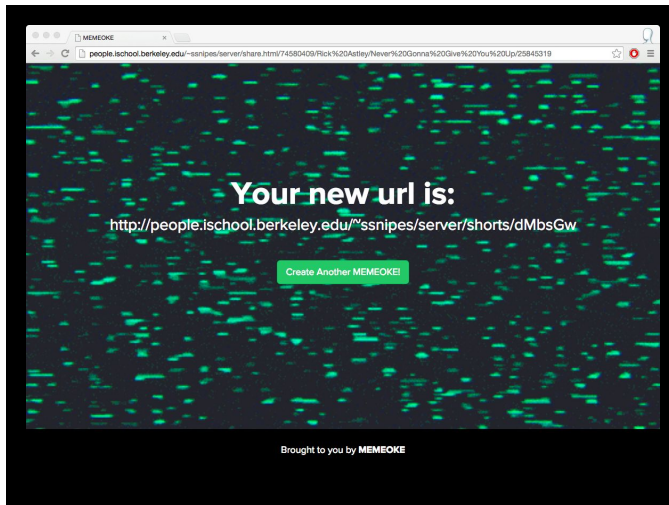 MEMEOKE
people.ischool.berkeley.edu/~ssnipes/server/share.html/74580409/Rick%20Astley/Never%20Gonna%20Give%20You%20Up/25845319
Your new url is:
http://people.ischool.berkeley.edu/~ssnipes/server/shorts/dMbsGw
Create Another MEMEOKE!
Brought to you by MEMEOKE